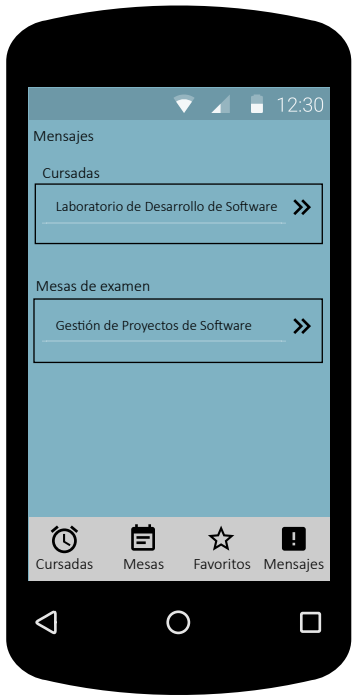 12:30
Mensajes
Cursadas
Laboratorio de Desarrollo de Software
Mesas de examen
Gestión de Proyectos de Software
Cursadas Mesas Favoritos Mensajes